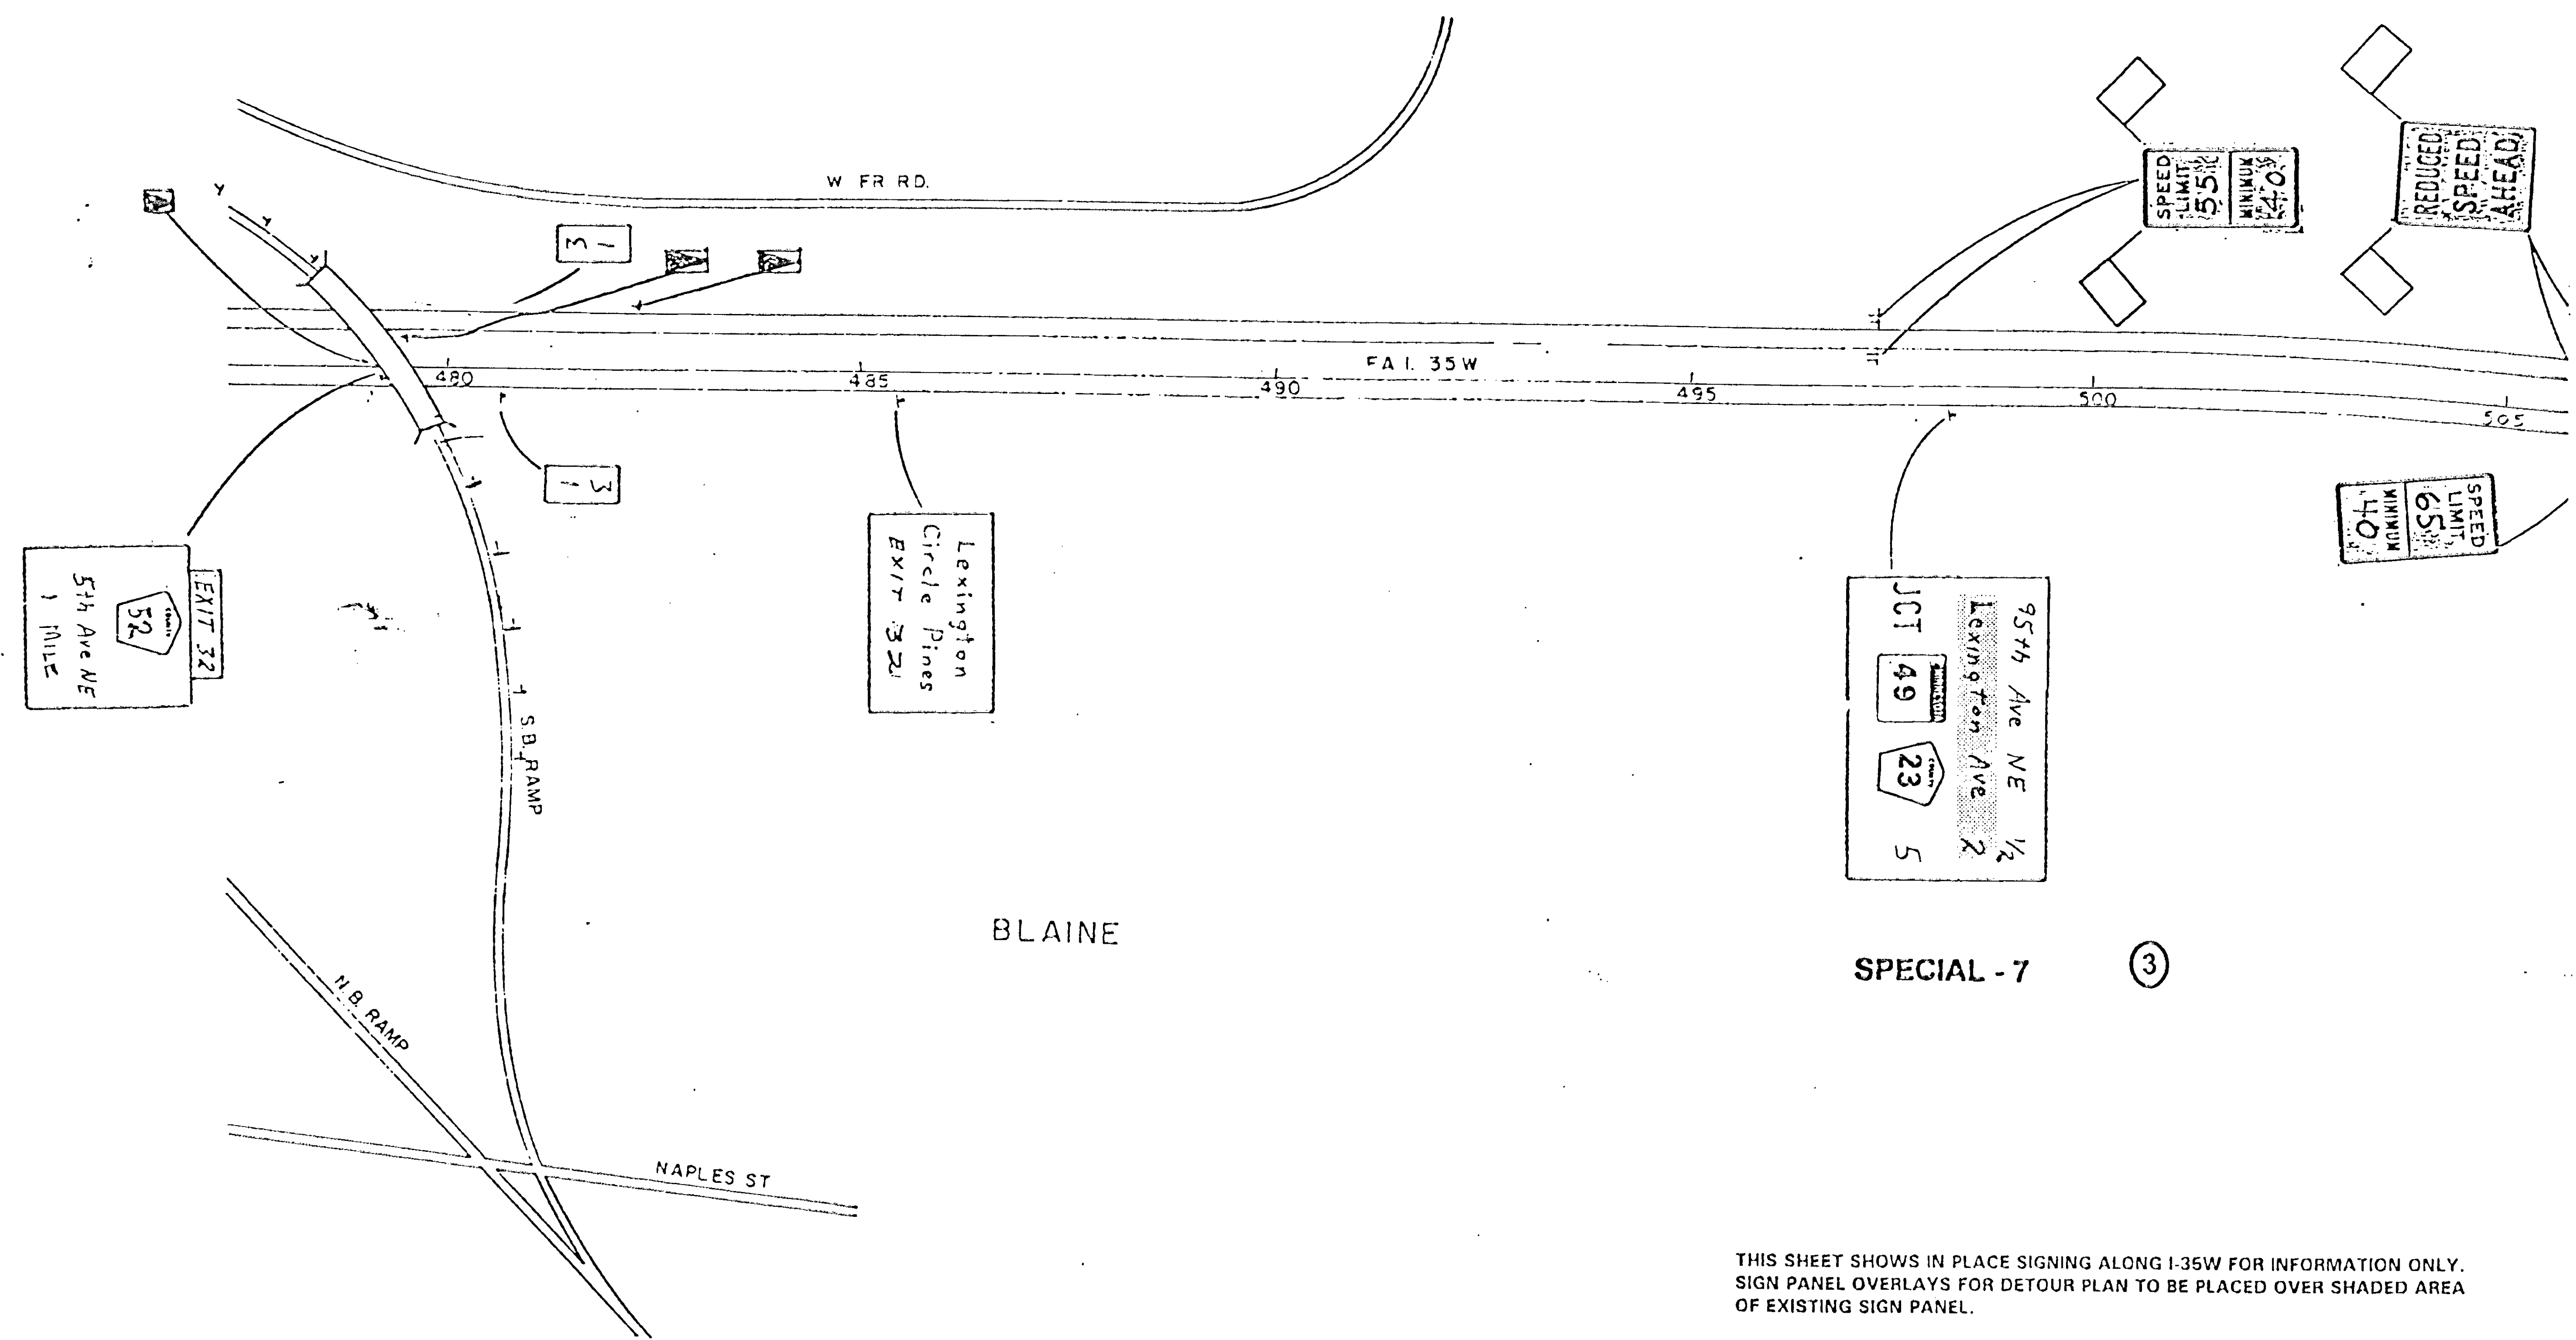 W FR RD.
3 1
SPEED
LIMIT
55
MINIMUM
40
REDUCED
SPEED
AHEAD
F A I. 35W
480
485
490
495
500
505
3 1
EXIT 32
COUNTY
52
5th Ave NE
1 MILE
Lexington
Circle Pines
EXIT 32
95th Ave NE 1/2
Lexington Ave 2
JCT 49 COUNTY 23 5
SPEED
LIMIT
65
MINIMUM
40
S.B. RAMP
N.B. RAMP
NAPLES ST
BLAINE
SPECIAL - 7 3
THIS SHEET SHOWS IN PLACE SIGNING ALONG I-35W FOR INFORMATION ONLY.
SIGN PANEL OVERLAYS FOR DETOUR PLAN TO BE PLACED OVER SHADED AREA
OF EXISTING SIGN PANEL.